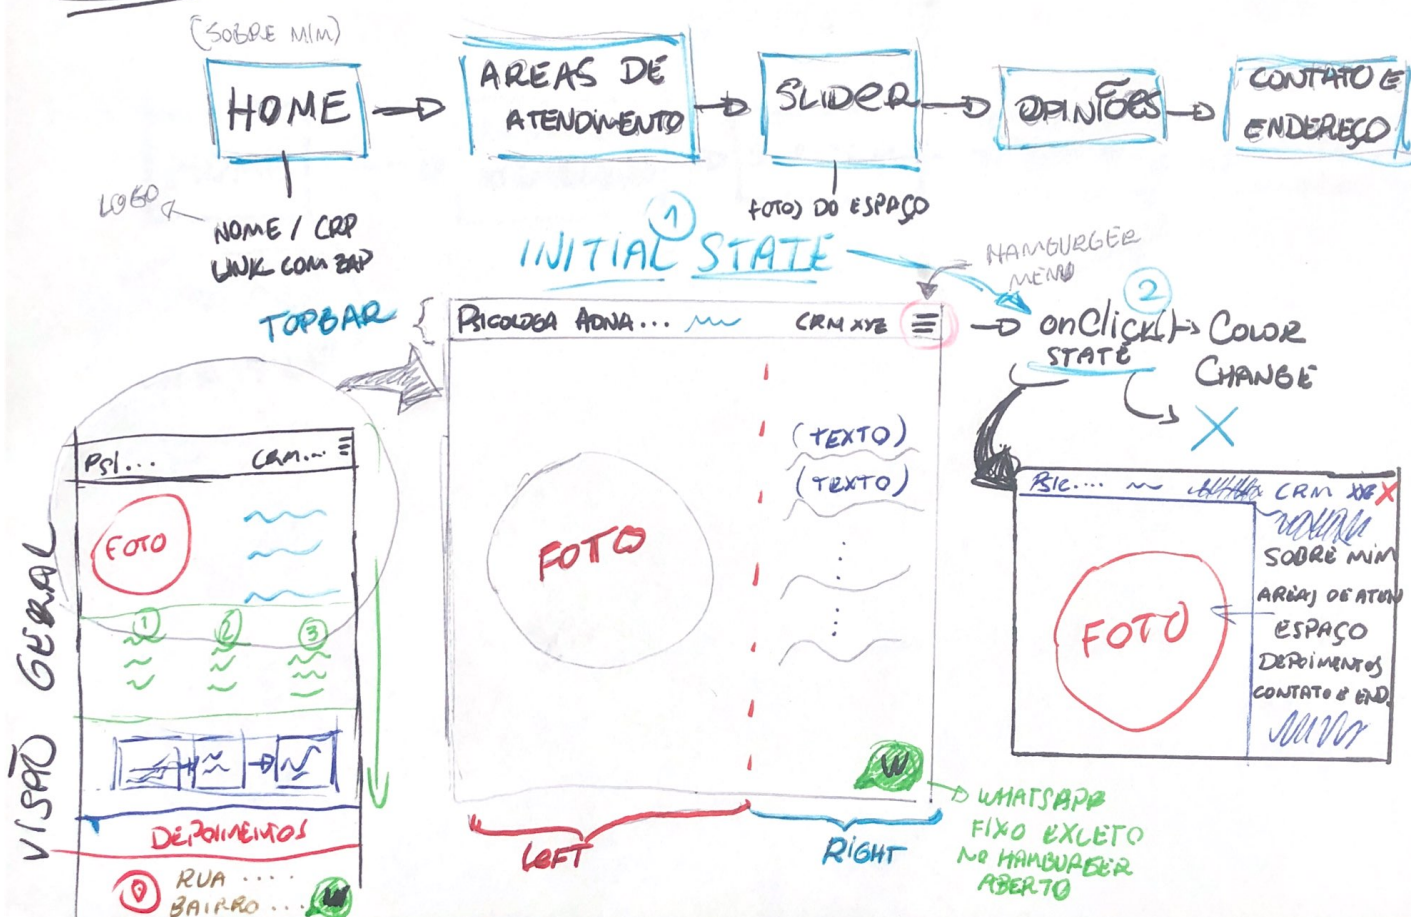 (SOBRE MIM)
HOME
AREAS DE
ATENDIMENTO
SLIDER
OPINIÕES
CONTATO E
ENDEREÇO
LOGO
NOME / CRP
LINK COM ZAP
FOTOS DO ESPAÇO
1
INITIAL STATE
HAMBURGER
MENU
TOPBAR
PSICOLOGA ADNA... CRM XYZ
2
onClick() COLOR
STATE CHANGE
(TEXTO)
(TEXTO)
FOTO
LEFT
RIGHT
W
WHATSAPP
FIXO EXCETO
NO HAMBURGER
ABERTO
PSIC.... CRM XYZ X
SOBRE MIM
AREAS DE ATEN
ESPAÇO
DEPOIMENTOS
CONTATO E END.
FOTO
VISÃO GERAL
PSI... CRM...
FOTO
1 2 3
DEPOIMENTOS
RUA ....
BAIRRO ...
W